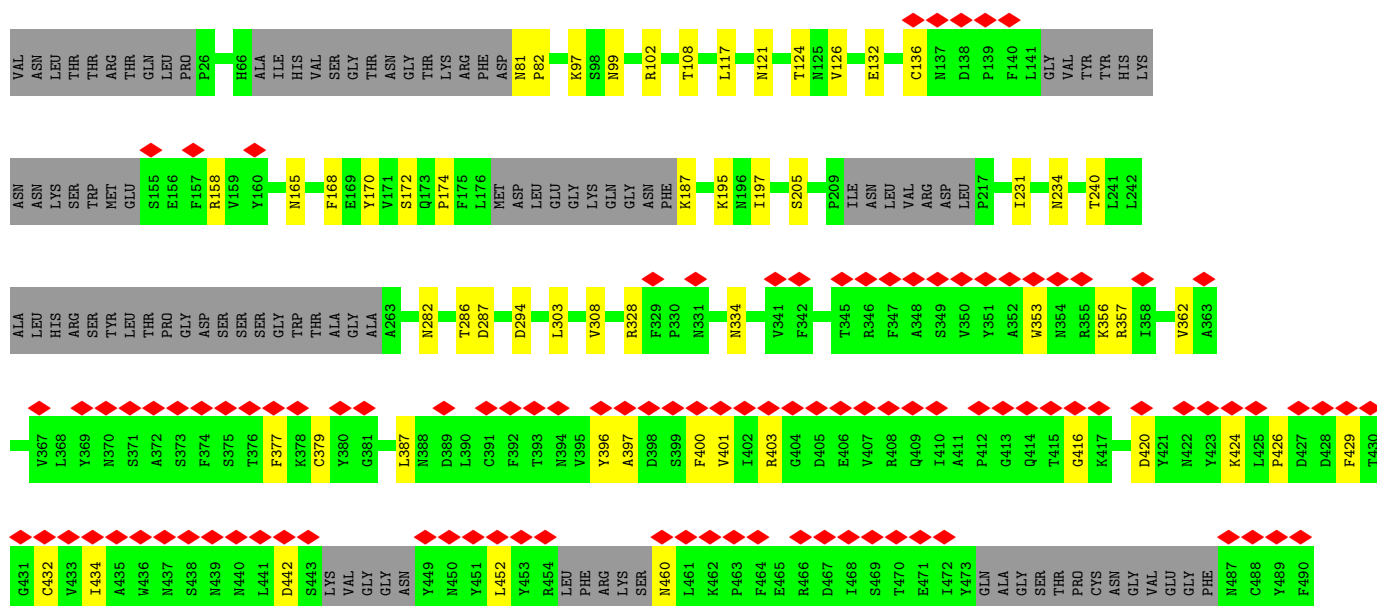 VAL ASN LEU THR THR ARG THR GLN LEU PRO P26 H66 ALA ILE HIS VAL SER GLY THR ASN GLY THR LYS ARG PHE ASP N81 P82 K97 S98 N99 R102 T108 L117 N121 T124 N125 V126 E132 C136 N137 D138 P139 F140 L141 GLY VAL TYR TYR HIS LYS
ASN ASN LYS SER TRP MET GLU S155 E156 F157 R158 V159 Y160 N165 F168 E169 Y170 V171 S172 Q173 P174 F175 L176 MET ASP LEU GLU GLY LYS GLN GLY ASN PHE K187 K195 N196 I197 S205 P209 ILE ASN LEU VAL ARG ASP LEU P217 I231 N234 T240 L241 L242
ALA LEU HIS ARG SER TYR LEU THR PRO GLY ASP SER SER SER GLY TRP THR ALA GLY ALA A263 N282 T286 D287 D294 L303 V308 R328 F329 P330 N331 N334 V341 F342 T345 R346 F347 A348 S349 V350 Y351 A352 W353 N354 R355 K356 R357 I358 V362 A363
V367 L368 Y369 N370 S371 A372 S373 F374 S375 T376 F377 K378 C379 Y380 G381 L387 N388 D389 L390 C391 F392 T393 N394 V395 Y396 A397 D398 S399 F400 V401 I402 R403 G404 D405 E406 V407 R408 Q409 I410 A411 P412 G413 Q414 T415 G416 K417 D420 Y421 N422 Y423 K424 L425 P426 D427 D428 F429 T430
G431 C432 V433 I434 A435 W436 N437 S438 N439 N440 L441 D442 S443 LYS VAL GLY GLY ASN Y449 N450 Y451 L452 Y453 R454 LEU PHE ARG LYS SER N460 L461 K462 P463 F464 E465 R466 D467 I468 S469 T470 E471 I472 Y473 GLN ALA GLY SER THR PRO CYS ASN GLY VAL GLU GLY PHE N487 C488 Y489 F490